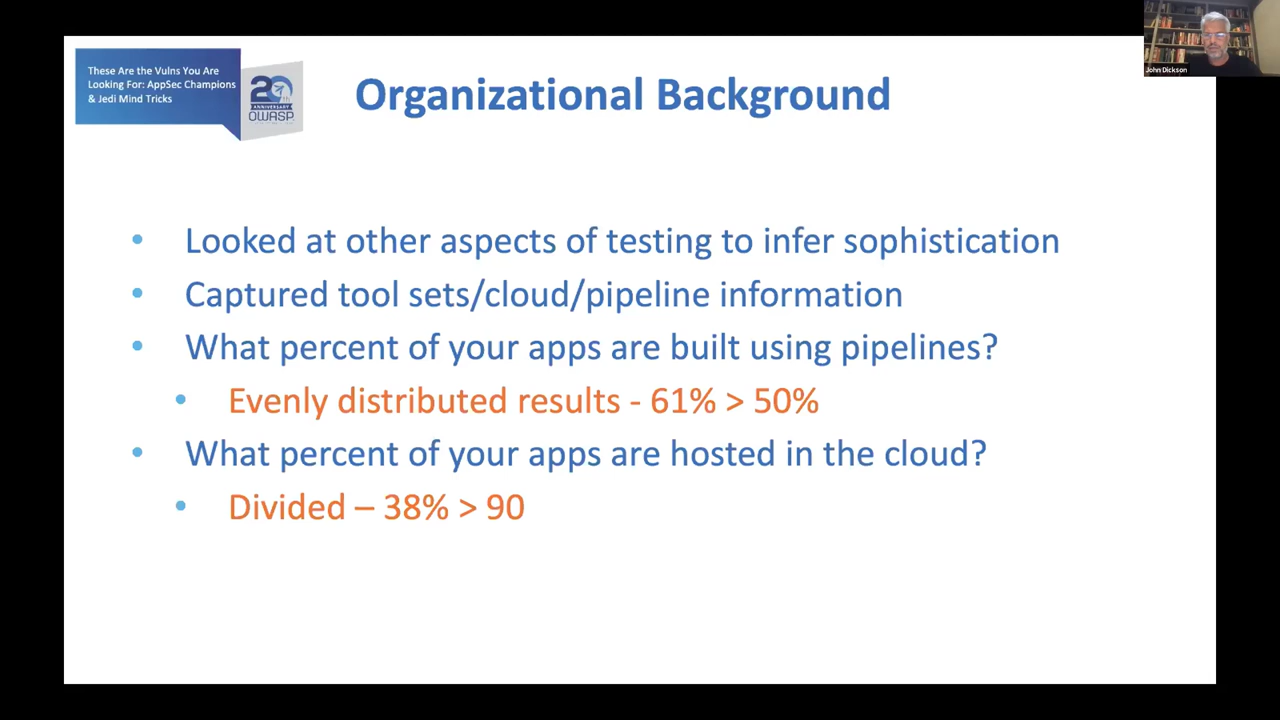 These Are the Vulns You Are
Looking For: AppSec Champions
& Jedi Mind Tricks
20th
ANNIVERSARY
OWASP
Organizational Background
John Dickson
• Looked at other aspects of testing to infer sophistication
• Captured tool sets/cloud/pipeline information
• What percent of your apps are built using pipelines?
• Evenly distributed results - 61% > 50%
• What percent of your apps are hosted in the cloud?
• Divided – 38% > 90